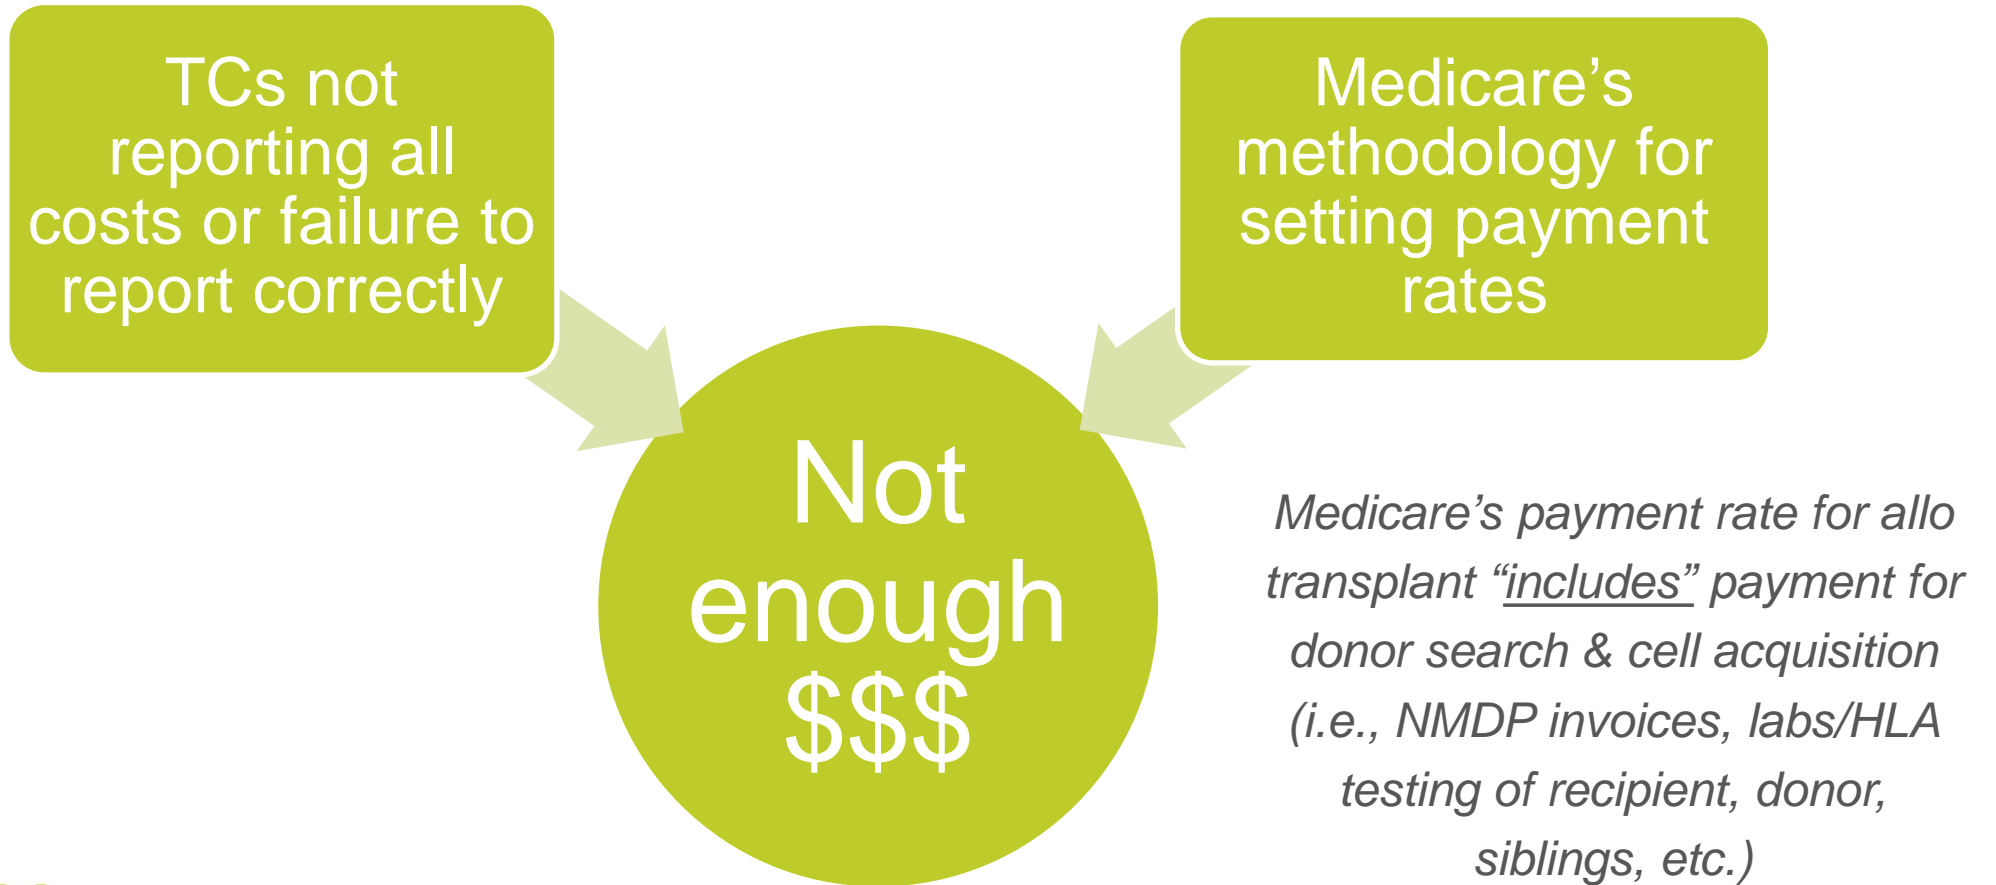 TCs not
reporting all
costs or failure to
report correctly
Medicare’s
methodology for
setting payment
rates
Not
enough
$$$
Medicare’s payment rate for allo
transplant “includes” payment for
donor search & cell acquisition
(i.e., NMDP invoices, labs/HLA
testing of recipient, donor,
siblings, etc.)